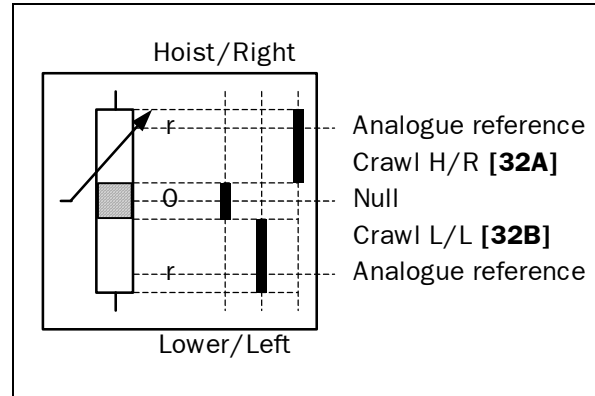 Hoist/Right
r
Analogue reference
Crawl H/R [32A]
0
Null
Crawl L/L [32B]
r
Analogue reference
Lower/Left